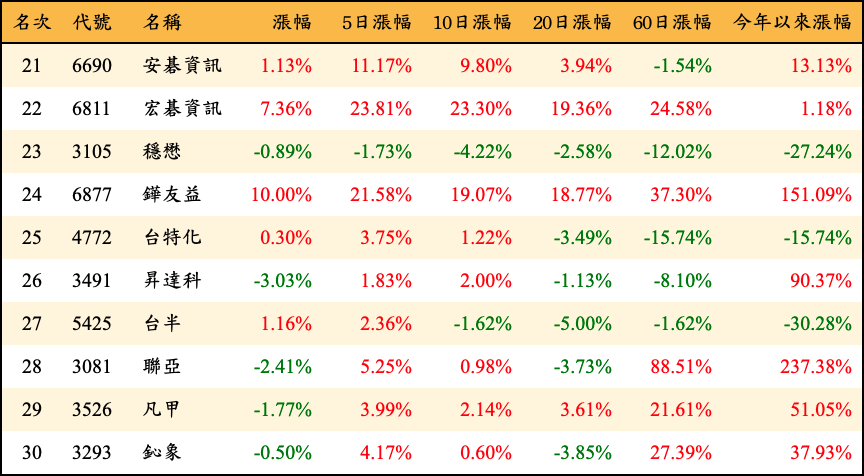 名次 代號 名稱 漲幅 5日漲幅 10日漲幅 20日漲幅 60日漲幅 今年以來漲幅
21 6690 安碁資訊 1.13% 11.17% 9.80% 3.94% -1.54% 13.13%
22 6811 宏碁資訊 7.36% 23.81% 23.30% 19.36% 24.58% 1.18%
23 3105 穩懋 -0.89% -1.73% -4.22% -2.58% -12.02% -27.24%
24 6877 鏵友益 10.00% 21.58% 19.07% 18.77% 37.30% 151.09%
25 4772 台特化 0.30% 3.75% 1.22% -3.49% -15.74% -15.74%
26 3491 昇達科 -3.03% 1.83% 2.00% -1.13% -8.10% 90.37%
27 5425 台半 1.16% 2.36% -1.62% -5.00% -1.62% -30.28%
28 3081 聯亞 -2.41% 5.25% 0.98% -3.73% 88.51% 237.38%
29 3526 凡甲 -1.77% 3.99% 2.14% 3.61% 21.61% 51.05%
30 3293 鈊象 -0.50% 4.17% 0.60% -3.85% 27.39% 37.93%